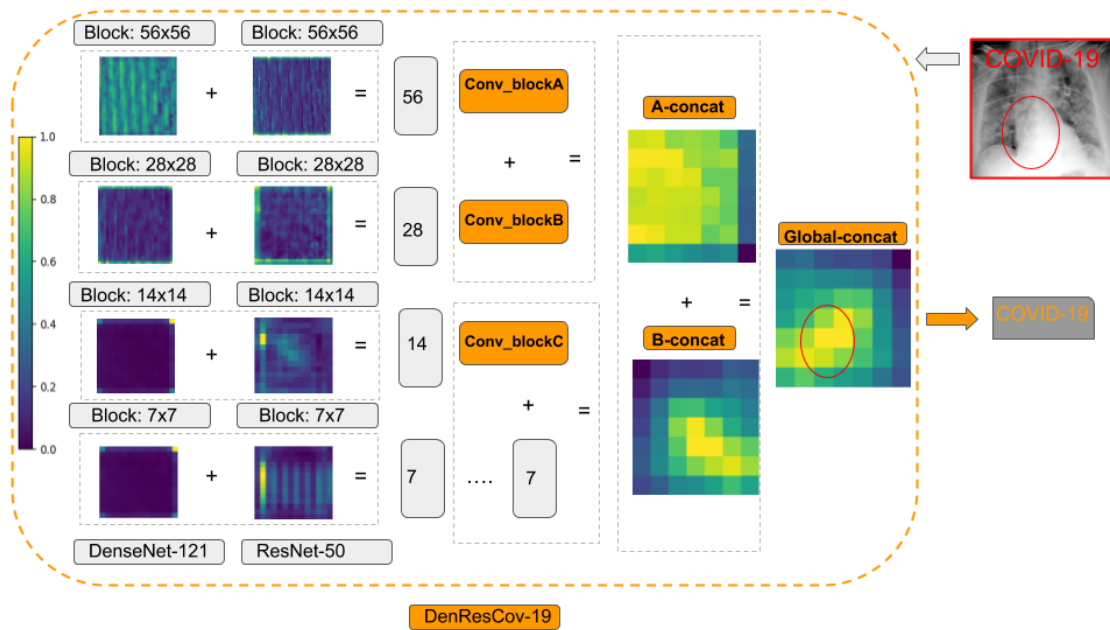 Block: 56x56
Block: 56x56
+
=
56
Conv_blockA
COVID-19
A-concat
1.0
0.8
0.6
0.4
0.2
0.0
Block: 28x28
Block: 28x28
+
=
28
+
=
Conv_blockB
Global-concat
Block: 14x14
Block: 14x14
+
=
14
Conv_blockC
+
=
B-concat
COVID-19
Block: 7x7
Block: 7x7
+
=
7
....
7
+
=
DenseNet-121
ResNet-50
DenResCov-19